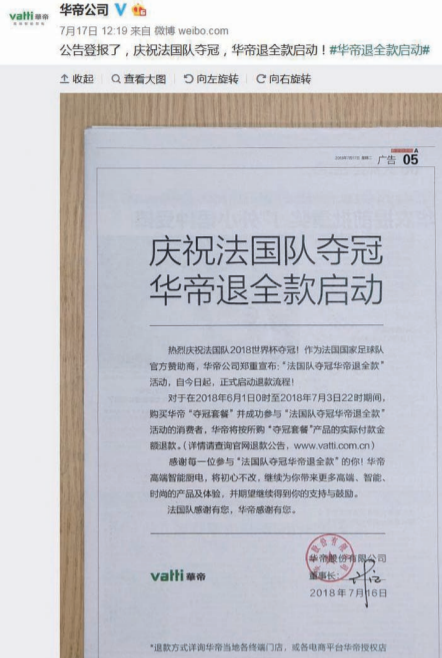 vatti 華帝
华帝公司
7月17日 12:19 来自 微博 weibo.com
公告登报了，庆祝法国队夺冠，华帝退全款启动！#华帝退全款启动#
收起 查看大图 向左旋转 向右旋转
广告 05
庆祝法国队夺冠
华帝退全款启动
热烈庆祝法国队2018世界杯夺冠！作为法国国家足球队
官方赞助商，华帝公司郑重宣布：“法国队夺冠华帝退全款”
活动，自今日起，正式启动退款流程！
对于在2018年6月1日0时至2018年7月3日22时期间，
购买华帝“夺冠套餐”并成功参与“法国队夺冠华帝退全款”
活动的消费者，华帝将按所购“夺冠套餐”产品的实际付款金
额退款。（详情请查询官网退款公告，www.vatti.com.cn）
感谢每一位参与“法国队夺冠华帝退全款”的你！华帝
高端智能厨电，将初心不改，继续为你带来更多高端、智能、
时尚的产品及体验，并期望继续得到你的支持与鼓励。
法国队感谢有您，华帝感谢有您。
华帝股份有限公司
vatti 華帝
董事长：
2018年7月16日
*退款方式详询华帝当地各终端门店，或各电商平台华帝授权店